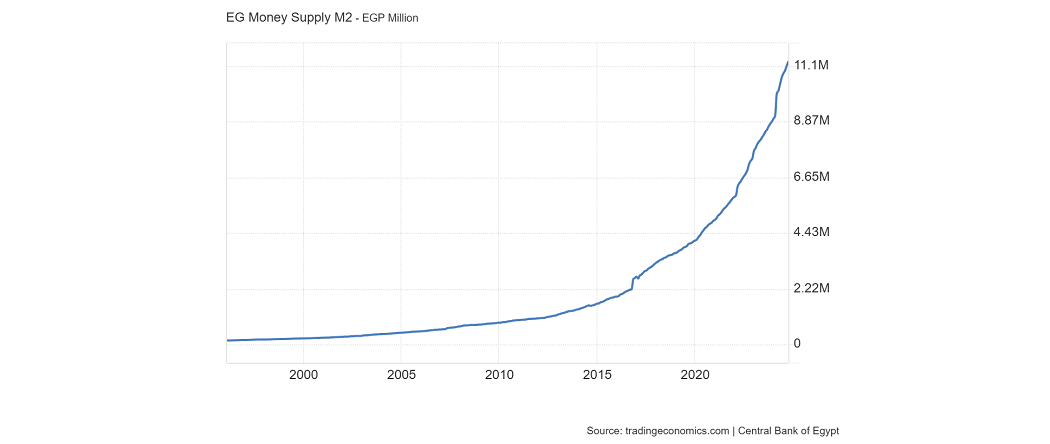 EG Money Supply M2 - EGP Million
11.1M
8.87M
6.65M
4.43M
2.22M
0
2000 2005 2010 2015 2020
Source: tradingeconomics.com | Central Bank of Egypt